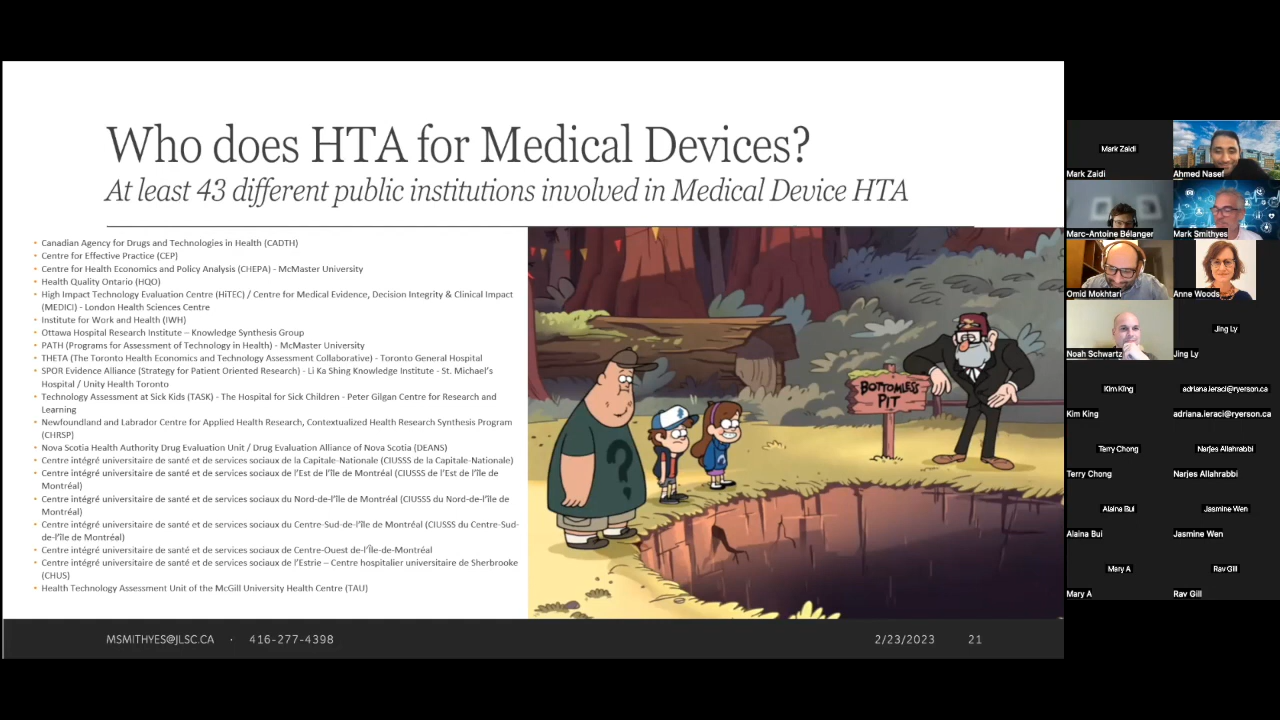 Who does HTA for Medical Devices?
At least 43 different public institutions involved in Medical Device HTA
Canadian Agency for Drugs and Technologies in Health (CADTH)
Centre for Effective Practice (CEP)
Centre for Health Economics and Policy Analysis (CHEPA) - McMaster University
Health Quality Ontario (HQO)
High Impact Technology Evaluation Centre (HiTEC) / Centre for Medical Evidence, Decision Integrity & Clinical Impact
(MEDICI) - London Health Sciences Centre
Institute for Work and Health (IWH)
Ottawa Hospital Research Institute – Knowledge Synthesis Group
PATH (Programs for Assessment of Technology in Health) - McMaster University
THETA (The Toronto Health Economics and Technology Assessment Collaborative) - Toronto General Hospital
SPOR Evidence Alliance (Strategy for Patient Oriented Research) - Li Ka Shing Knowledge Institute - St. Michael's
Hospital / Unity Health Toronto
Technology Assessment at Sick Kids (TASK) - The Hospital for Sick Children - Peter Gilgan Centre for Research and
Learning
Newfoundland and Labrador Centre for Applied Health Research, Contextualized Health Research Synthesis Program
(CHRSP)
Nova Scotia Health Authority Drug Evaluation Unit / Drug Evaluation Alliance of Nova Scotia (DEANS)
Centre intégré universitaire de santé et de services sociaux de la Capitale-Nationale (CIUSSS de la Capitale-Nationale)
Centre intégré universitaire de santé et de services sociaux de l'Est de l'île de Montréal (CIUSSS de l'Est de l'île de
Montréal)
Centre intégré universitaire de santé et de services sociaux du Nord-de-l'île de Montréal (CIUSSS du Nord-de-l'île de
Montréal)
Centre intégré universitaire de santé et de services sociaux du Centre-Sud-de-l'île de Montréal (CIUSSS du Centre-Sud-
de-l'île de Montréal)
Centre intégré universitaire de santé et de services sociaux de Centre-Ouest de-l'Île-de-Montréal
Centre intégré universitaire de santé et de services sociaux de l'Estrie – Centre hospitalier universitaire de Sherbrooke
(CHUS)
Health Technology Assessment Unit of the McGill University Health Centre (TAU)
BOTTOMLESS
PIT
MSMITHYES@JLSC.CA · 416-277-4398
2/23/2023 21
Mark Zaidi
Mark Zaidi
Ahmed Nasef
Marc-Antoine Bélanger
Mark Smithyes
Omid Mokhtari
Anne Woods
Noah Schwartz
Jing Ly
Jing Ly
Kim King
adriana.ieraci@ryerson.ca
Kim King
adriana.ieraci@ryerson.ca
Terry Chong
Narjes Allahrabbi
Terry Chong
Narjes Allahrabbi
Alaina Bui
Jasmine Wen
Alaina Bui
Jasmine Wen
Mary A
Rav Gill
Mary A
Rav Gill